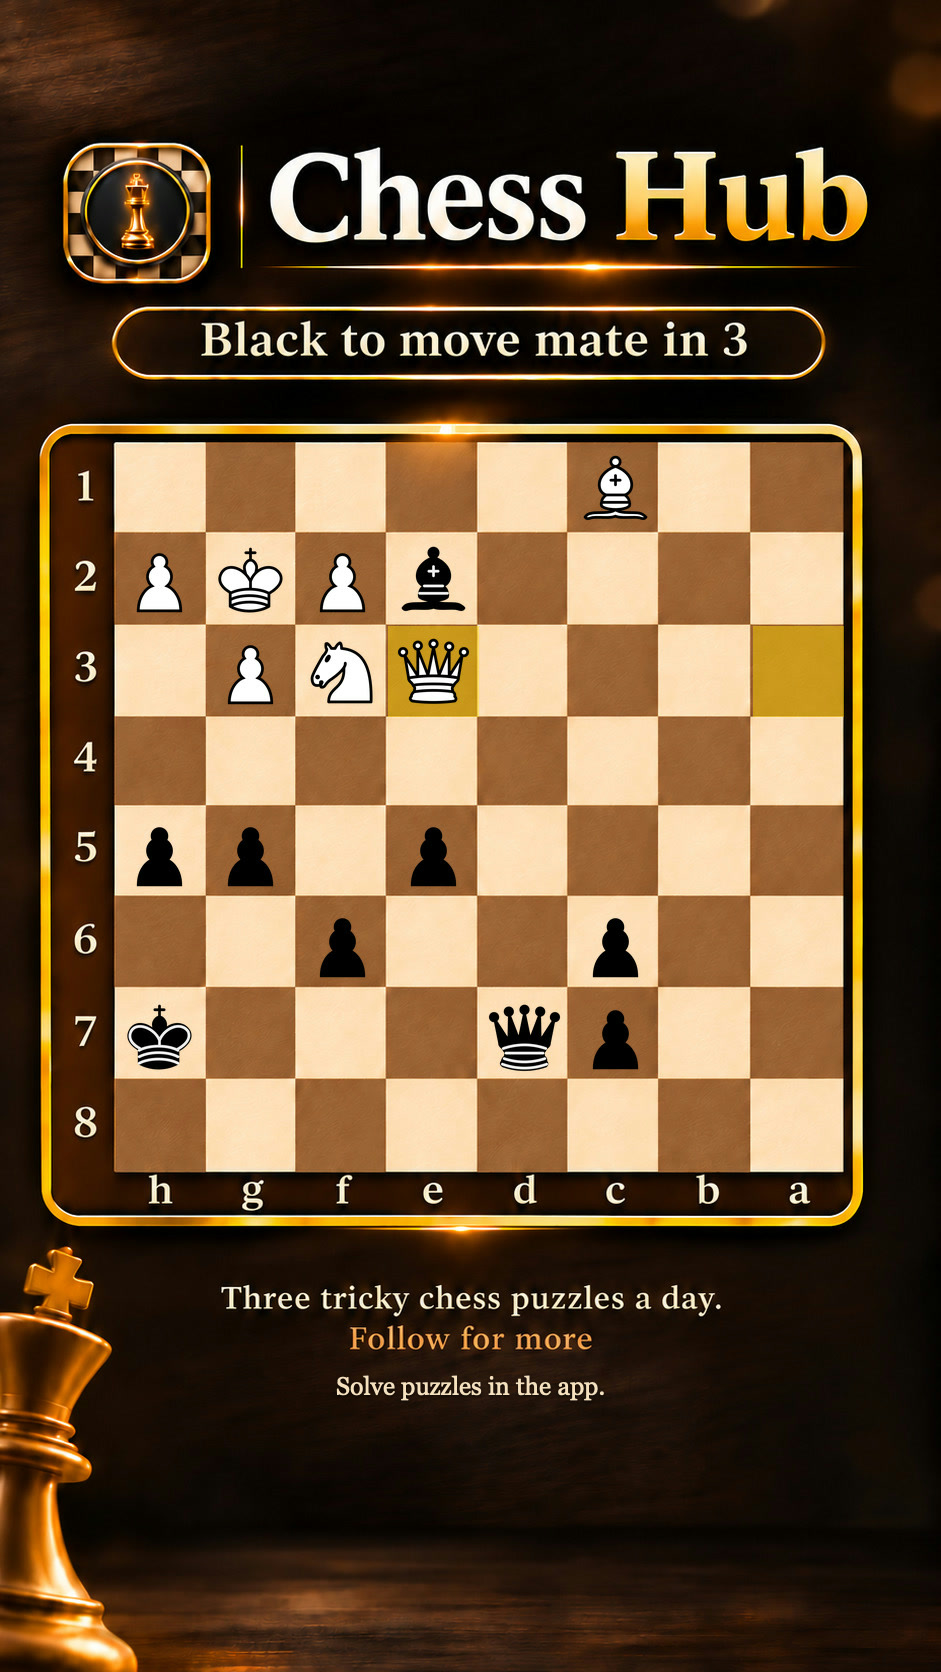 Chess Hub
Black to move mate in 3
1
2
3
4
5
6
7
8
h g f e d c b a
Three tricky chess puzzles a day.
Follow for more
Solve puzzles in the app.